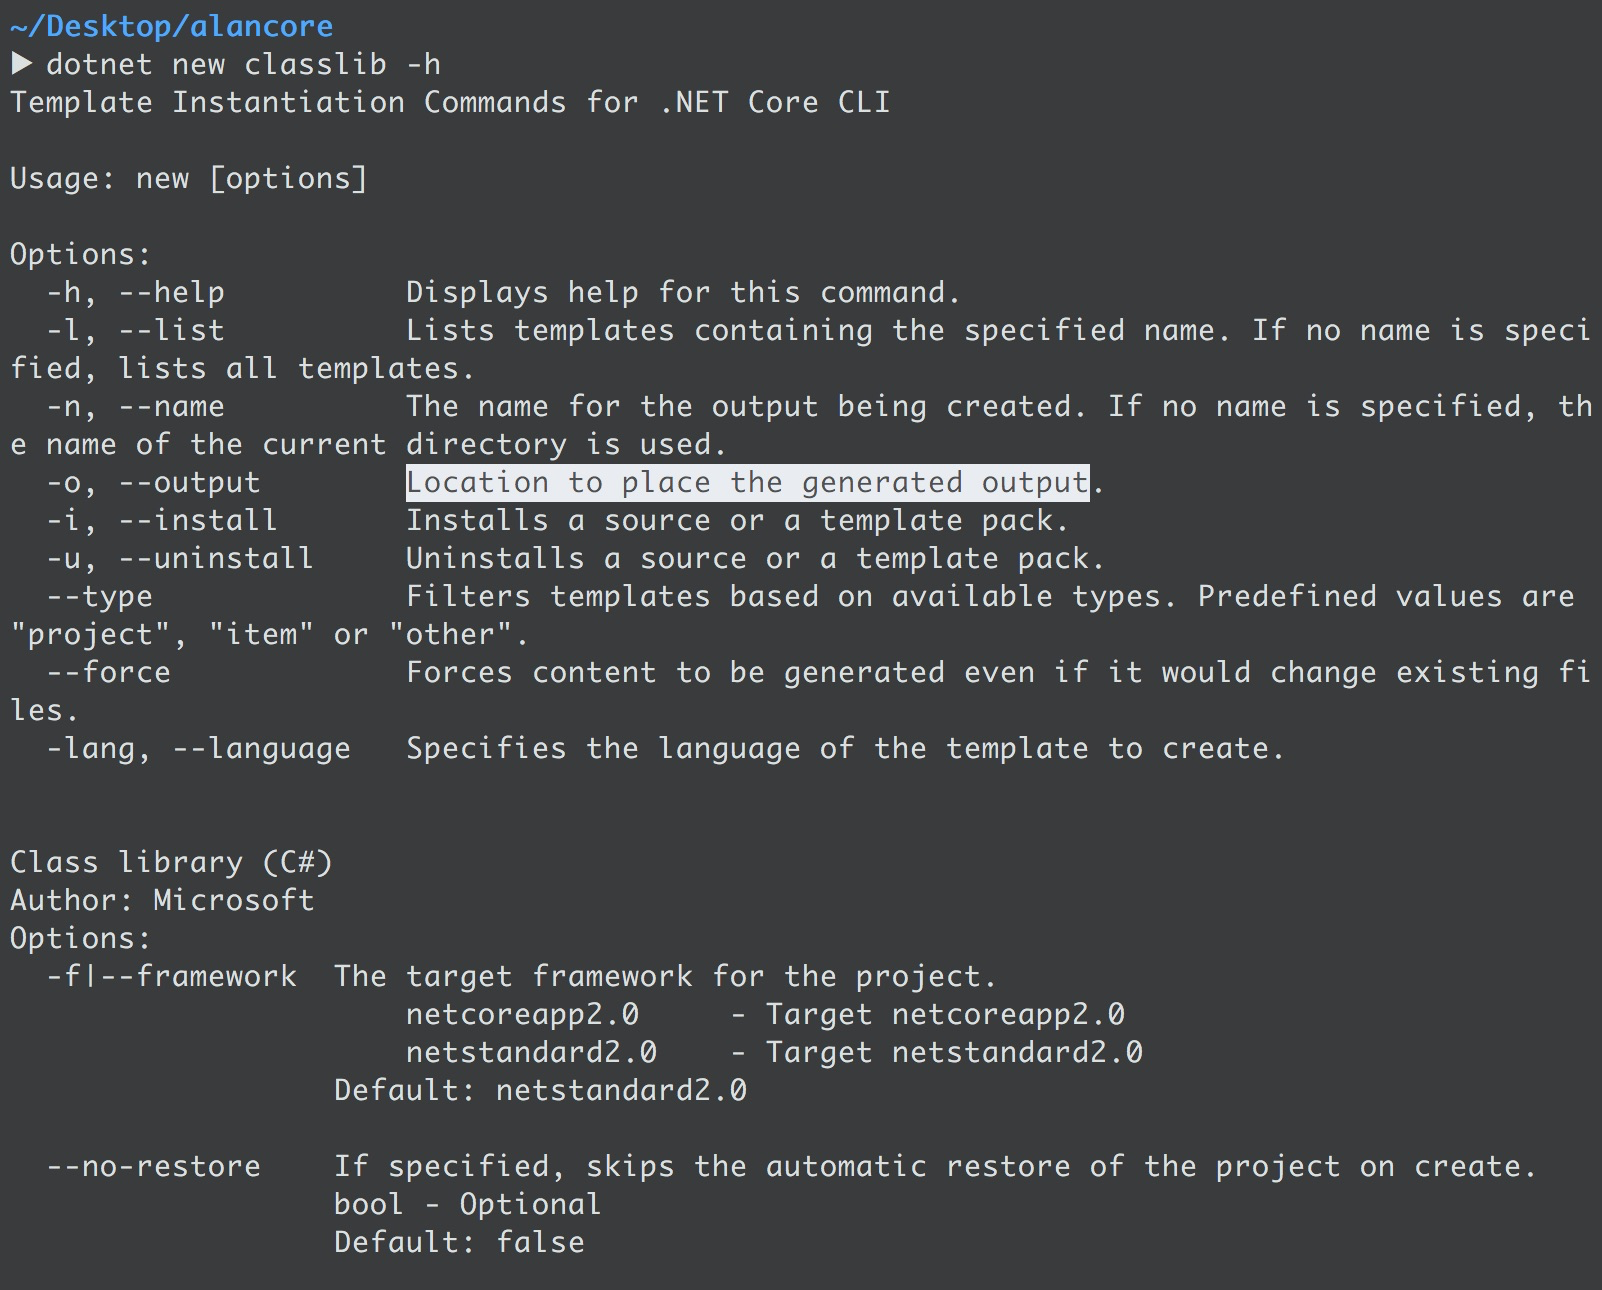 ~/Desktop/alancore
▶ dotnet new classlib -h
Template Instantiation Commands for .NET Core CLI
Usage: new [options]
Options:
  -h, --help          Displays help for this command.
  -l, --list          Lists templates containing the specified name. If no name is speci
fied, lists all templates.
  -n, --name          The name for the output being created. If no name is specified, th
e name of the current directory is used.
  -o, --output        Location to place the generated output.
  -i, --install       Installs a source or a template pack.
  -u, --uninstall     Uninstalls a source or a template pack.
  --type              Filters templates based on available types. Predefined values are
"project", "item" or "other".
  --force             Forces content to be generated even if it would change existing fi
les.
  -lang, --language   Specifies the language of the template to create.
Class library (C#)
Author: Microsoft
Options:
  -f|--framework  The target framework for the project.
                      netcoreapp2.0     - Target netcoreapp2.0
                      netstandard2.0    - Target netstandard2.0
                  Default: netstandard2.0
  --no-restore    If specified, skips the automatic restore of the project on create.
                  bool - Optional
                  Default: false